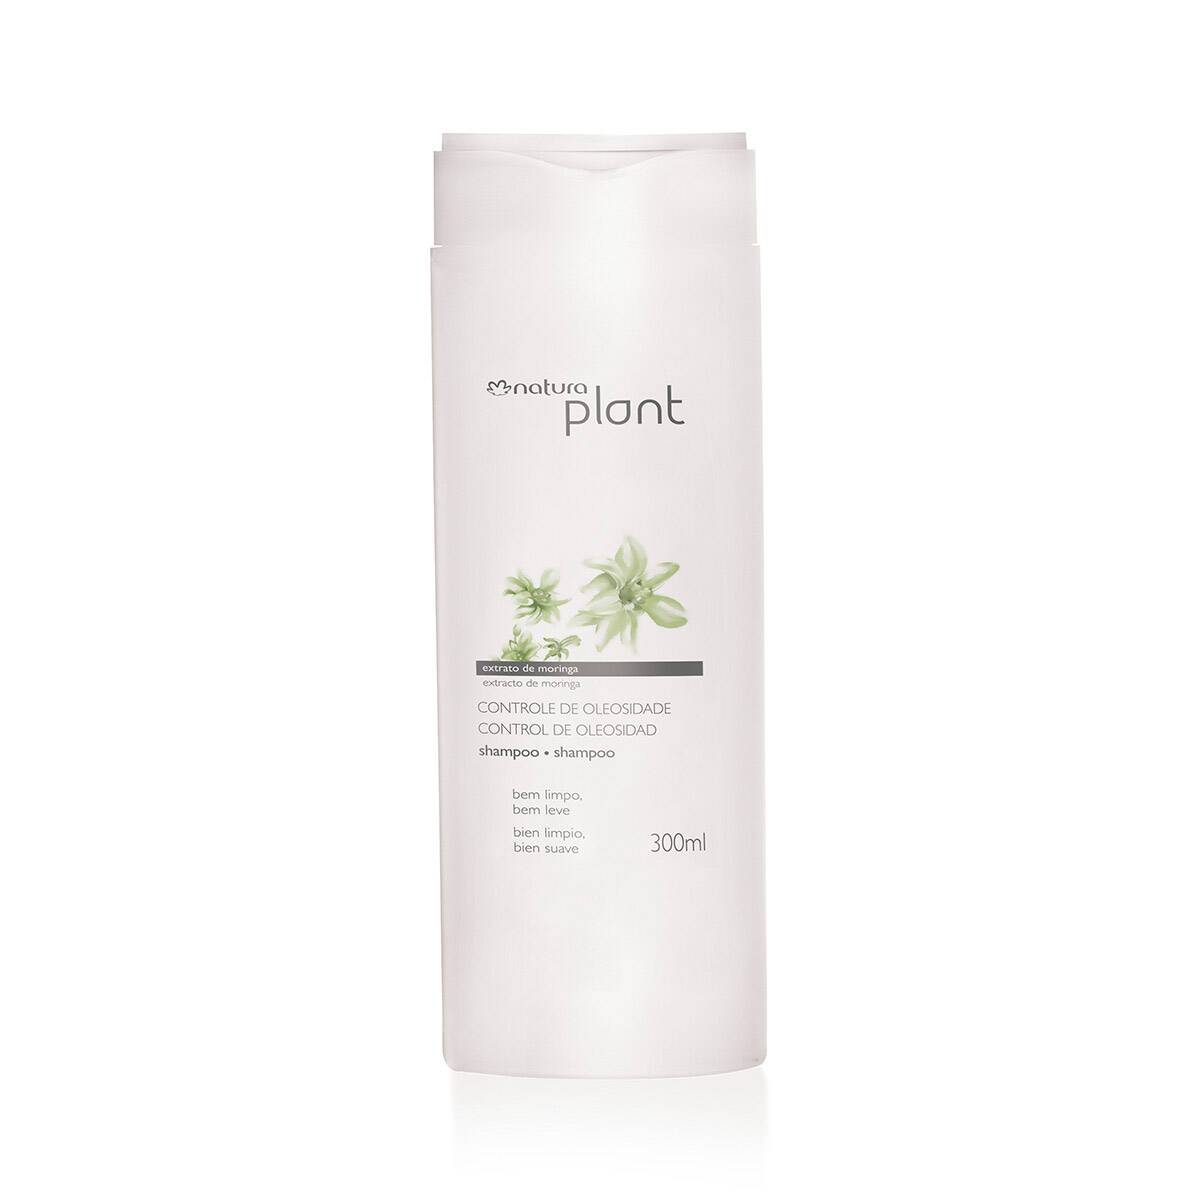 natura
plant
extrato de moringa
extracto de moringa
CONTROLE DE OLEOSIDADE
CONTROL DE OLEOSIDAD
shampoo • shampoo
bem limpo,
bem leve
bien limpio,
bien suave
300ml